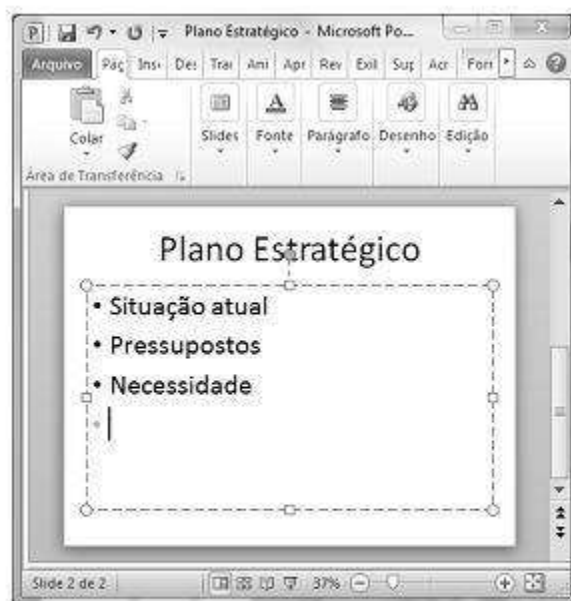 Plano Estratégico - Microsoft Po...
Arquivo Pág Inse Des Tran Ani Apr Rev Exil Sup Acr Forr
Colar
Slides Fonte Parágrafo Desenho Edição
Área de Transferência
Plano Estratégico
• Situação atual
• Pressupostos
• Necessidade
Slide 2 de 2 37%